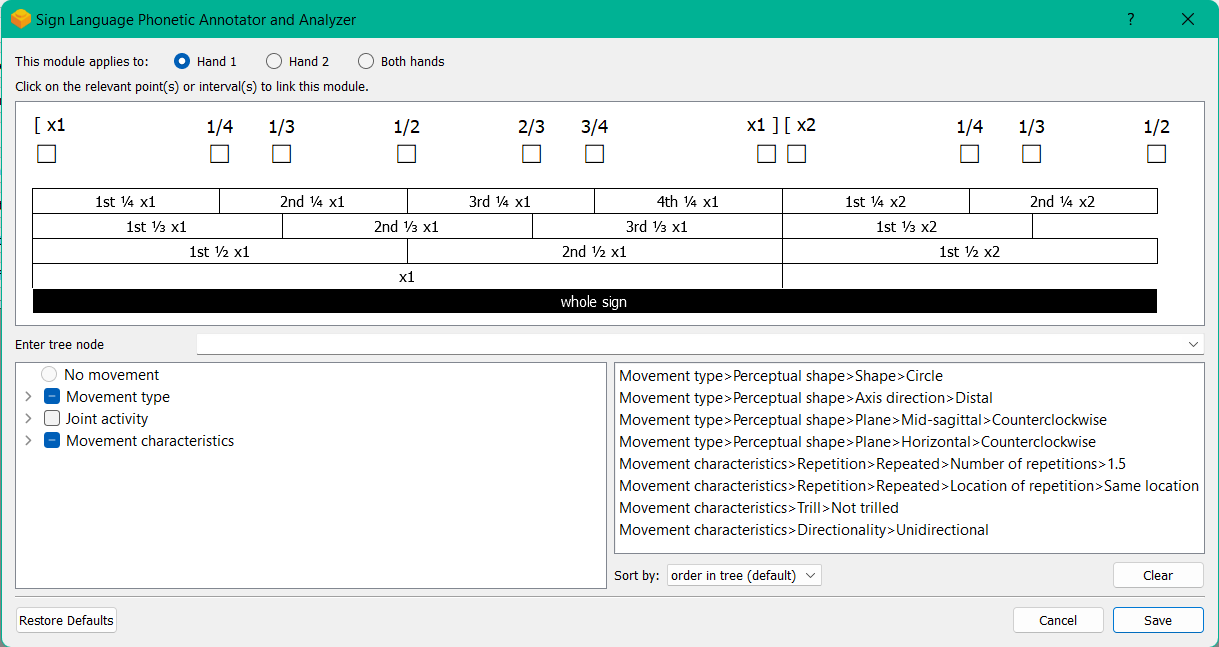 Sign Language Phonetic Annotator and Analyzer ?
This module applies to: Hand 1 Hand 2 Both hands
Click on the relevant point(s) or interval(s) to link this module.
[ x1 1/4 1/3 1/2 2/3 3/4 x1 ] [ x2 1/4 1/3 1/2
1st ¼ x1 2nd ¼ x1 3rd ¼ x1 4th ¼ x1 1st ¼ x2 2nd ¼ x2
1st ⅓ x1 2nd ⅓ x1 3rd ⅓ x1 1st ⅓ x2
1st ½ x1 2nd ½ x1 1st ½ x2
x1
whole sign
Enter tree node
No movement
Movement type
Joint activity
Movement characteristics
Movement type>Perceptual shape>Shape>Circle
Movement type>Perceptual shape>Axis direction>Distal
Movement type>Perceptual shape>Plane>Mid-sagittal>Counterclockwise
Movement type>Perceptual shape>Plane>Horizontal>Counterclockwise
Movement characteristics>Repetition>Repeated>Number of repetitions>1.5
Movement characteristics>Repetition>Repeated>Location of repetition>Same location
Movement characteristics>Trill>Not trilled
Movement characteristics>Directionality>Unidirectional
Sort by: order in tree (default) Clear
Restore Defaults Cancel Save